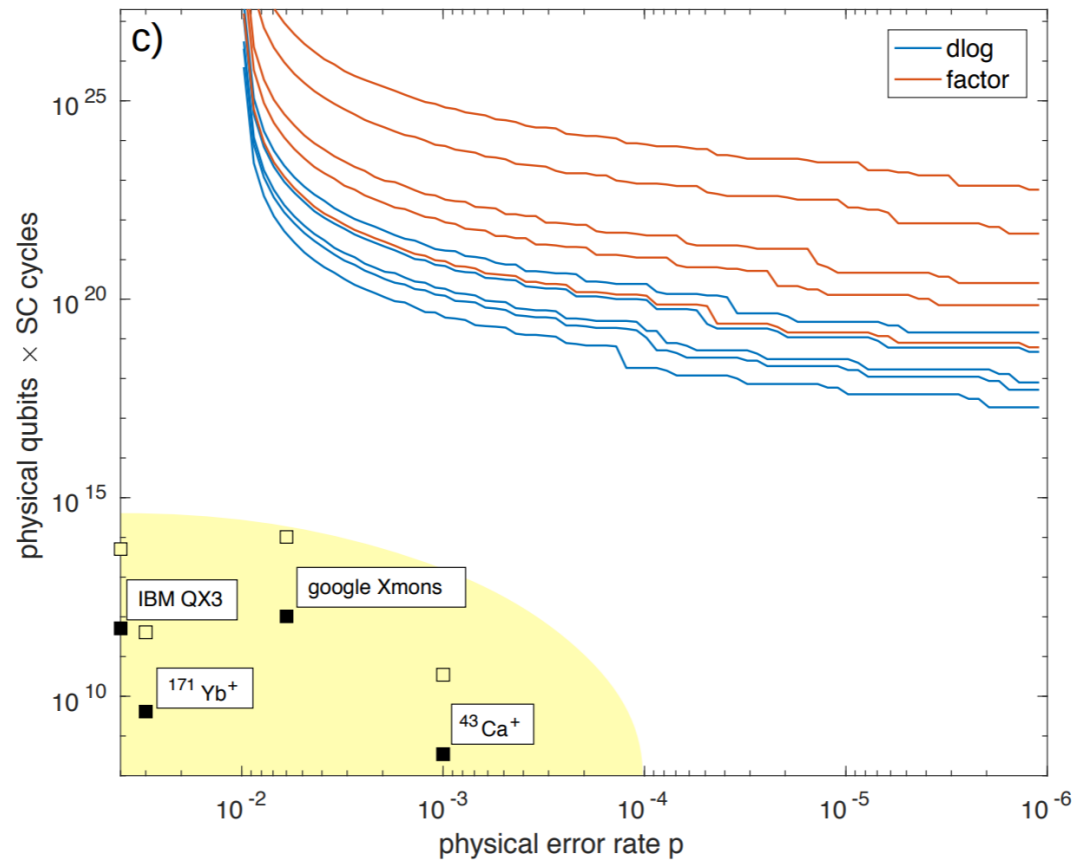 c)
dlog
factor
10^25
10^20
10^15
10^10
physical qubits × SC cycles
IBM QX3
google Xmons
^171 Yb^+
^43 Ca^+
10^-2
10^-3
10^-4
10^-5
10^-6
physical error rate p